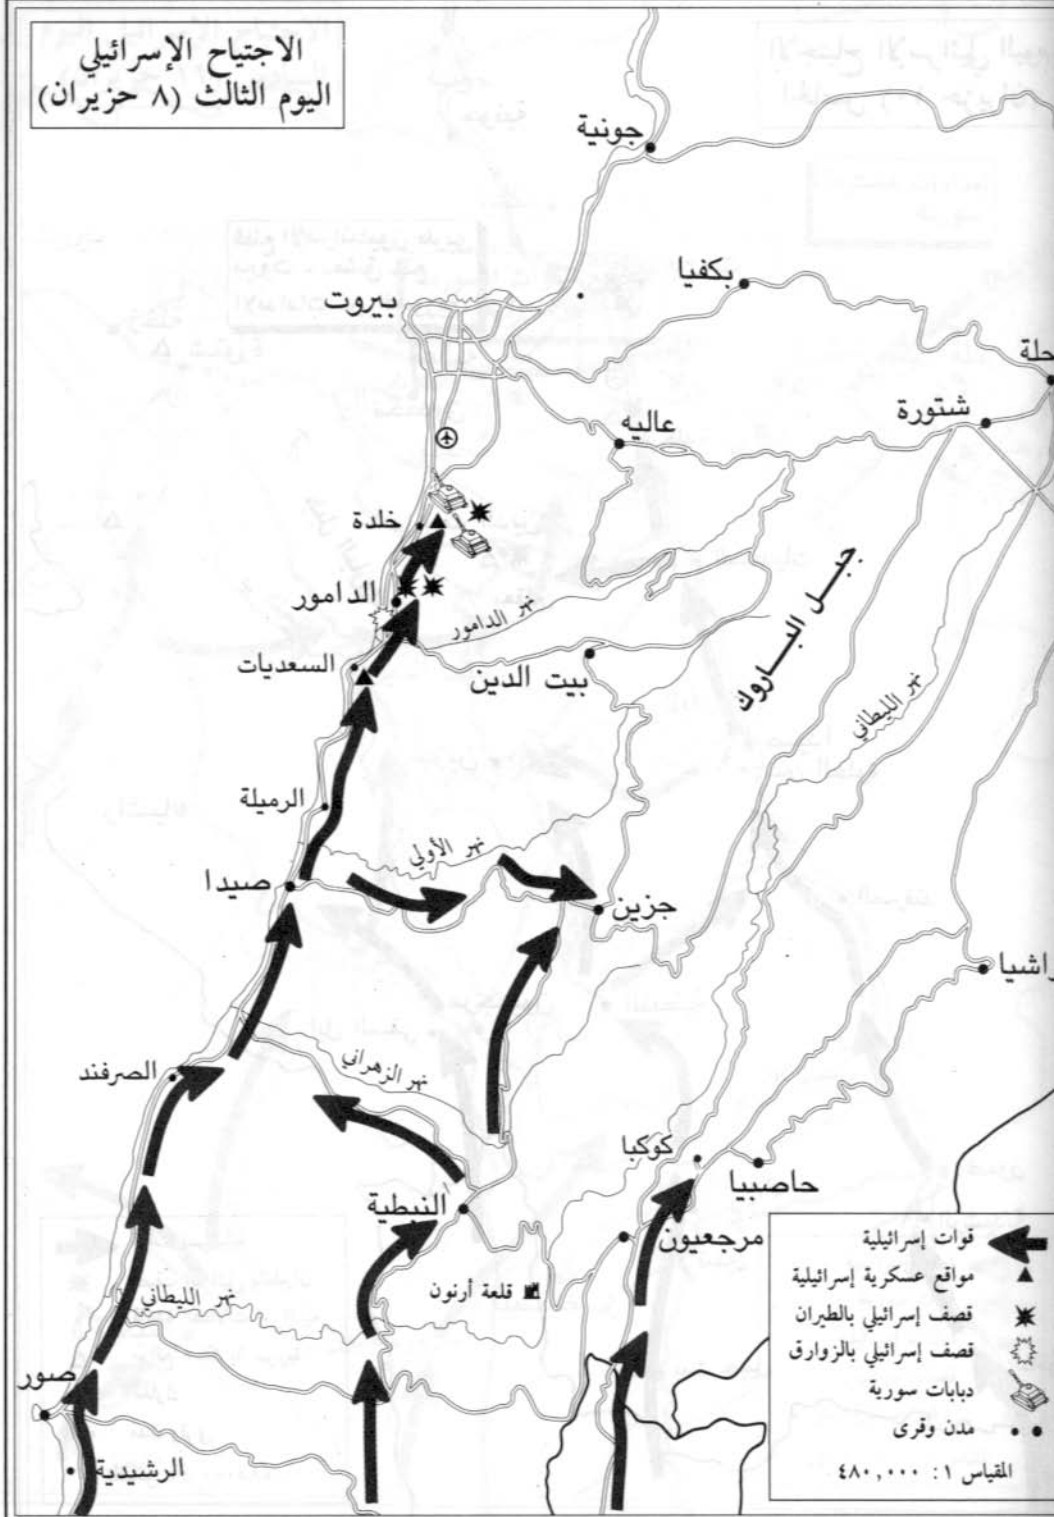 الاجتياح الإسرائيلي
اليوم الثالث (٨ حزيران)
جونية
بكفيا
بيروت
حلة
شتورة
عاليه
خلدة
الدامور
نهر الدامور
جبل الباروك
السعديات
بيت الدين
نهر الليطاني
الرميلة
نهر الأولي
صيدا
جزين
راشيا
نهر الزهراني
الصرفند
كوكبا
حاصبيا
النبطية
مرجعيون
قلعة أرنون
نهر الليطاني
صور
الرشيدية
قوات إسرائيلية
مواقع عسكرية إسرائيلية
قصف إسرائيلي بالطيران
قصف إسرائيلي بالزوارق
دبابات سورية
مدن وقرى
المقياس ١ : ٤٨٠,٠٠٠